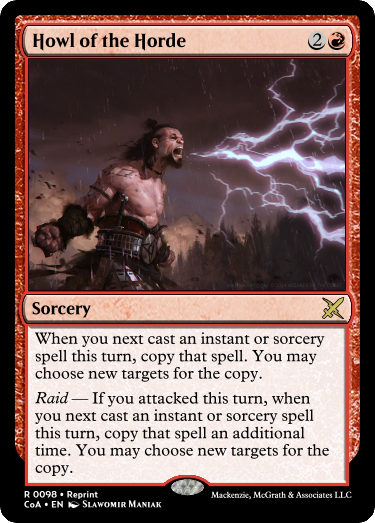 Howl of the Horde 2
Sorcery
When you next cast an instant or sorcery
spell this turn, copy that spell. You may
choose new targets for the copy.
Raid — If you attacked this turn, when
you next cast an instant or sorcery spell
this turn, copy that spell an additional
time. You may choose new targets for the
copy.
R 0098 • Reprint
CoA • EN Slawomir Maniak
Mackenzie, McGrath & Associates LLC